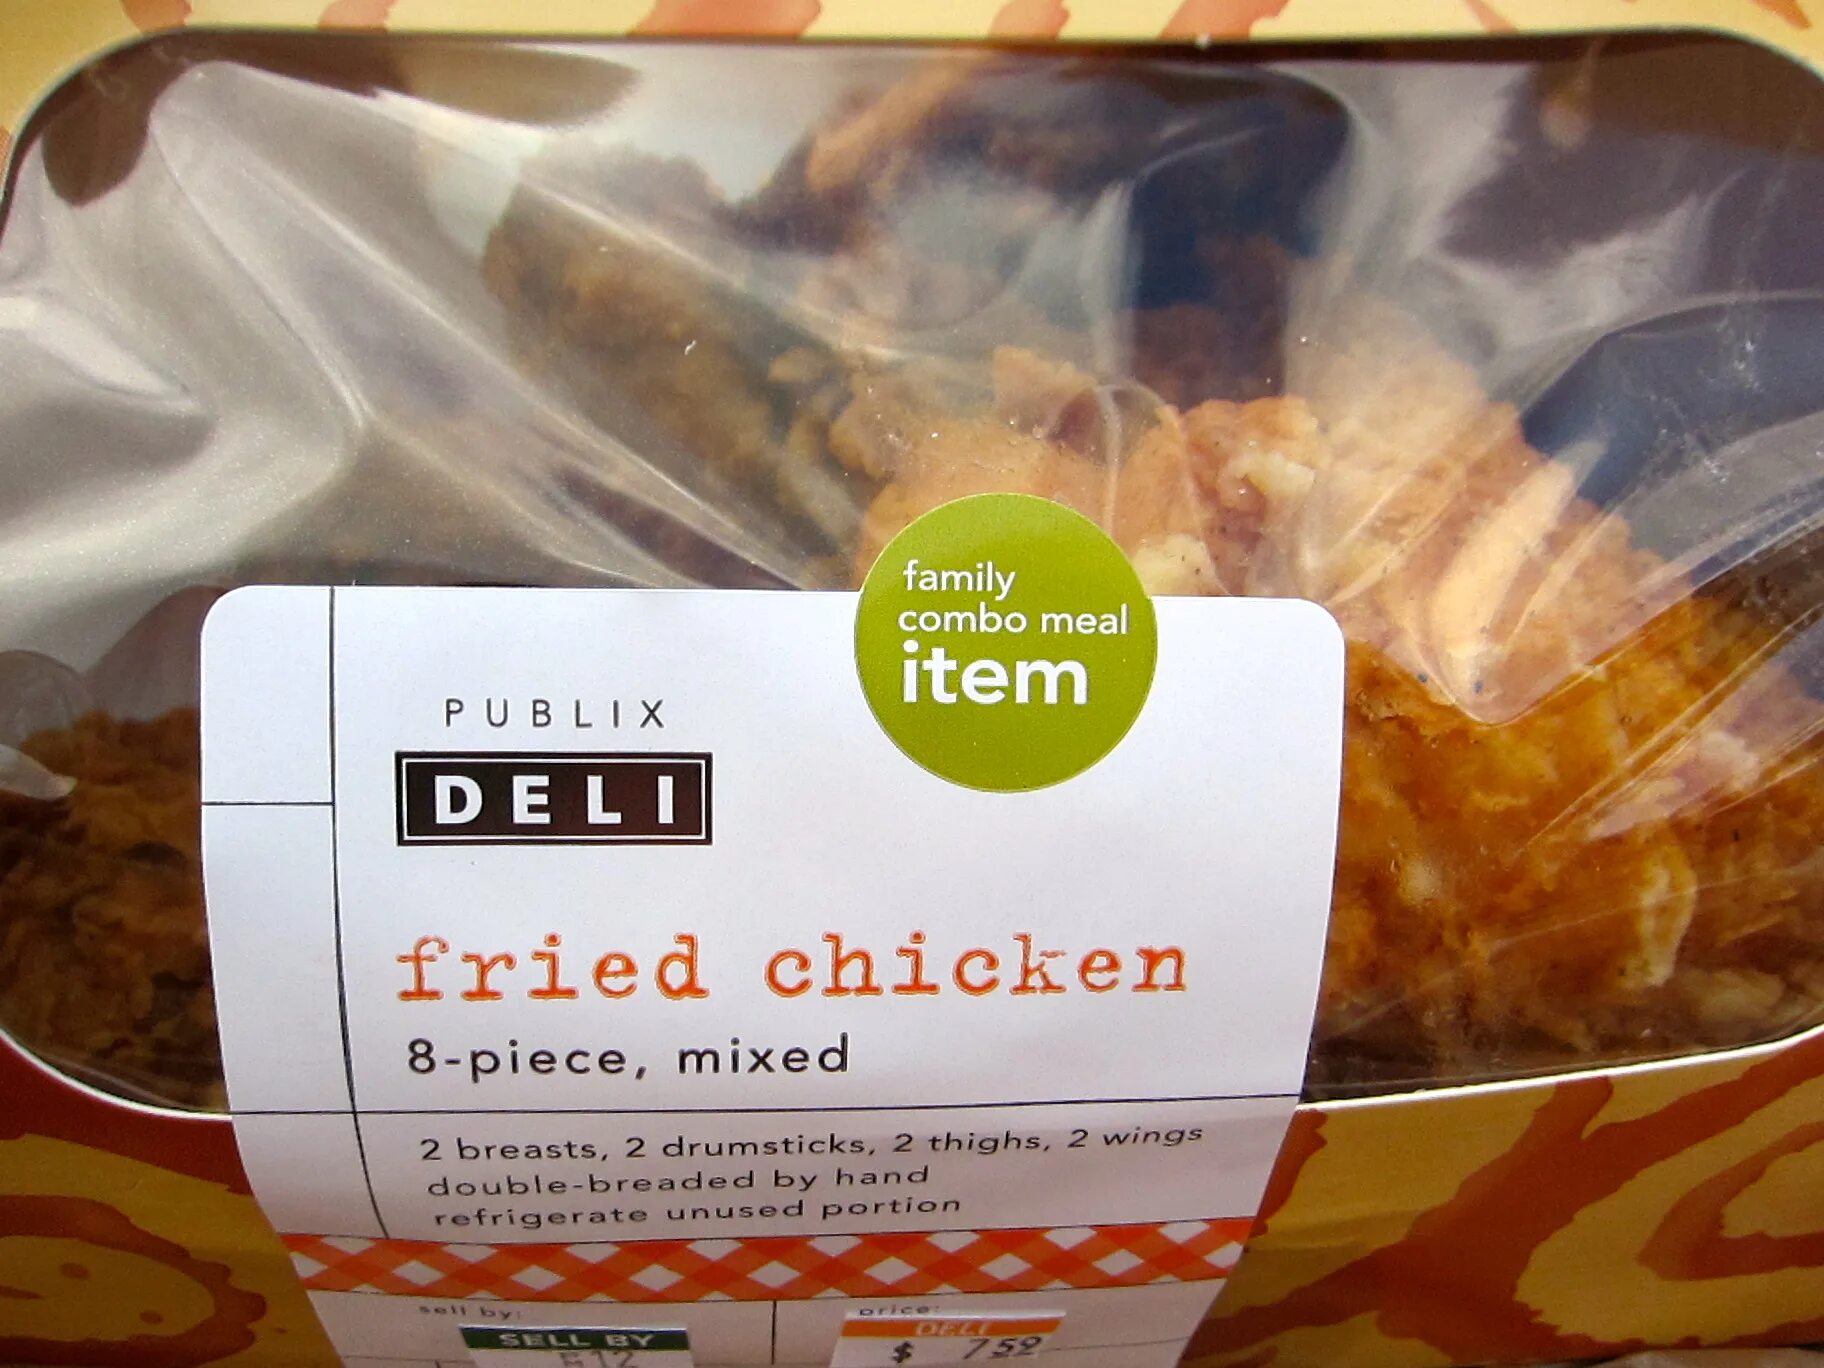 family
combo meal
item
PUBLIX
DELI
fried chicken
8-piece, mixed
2 breasts, 2 drumsticks, 2 thighs, 2 wings
double-breaded by hand
refrigerate unused portion
sell by:
price:
SELL BY
DELI
$ 7.59